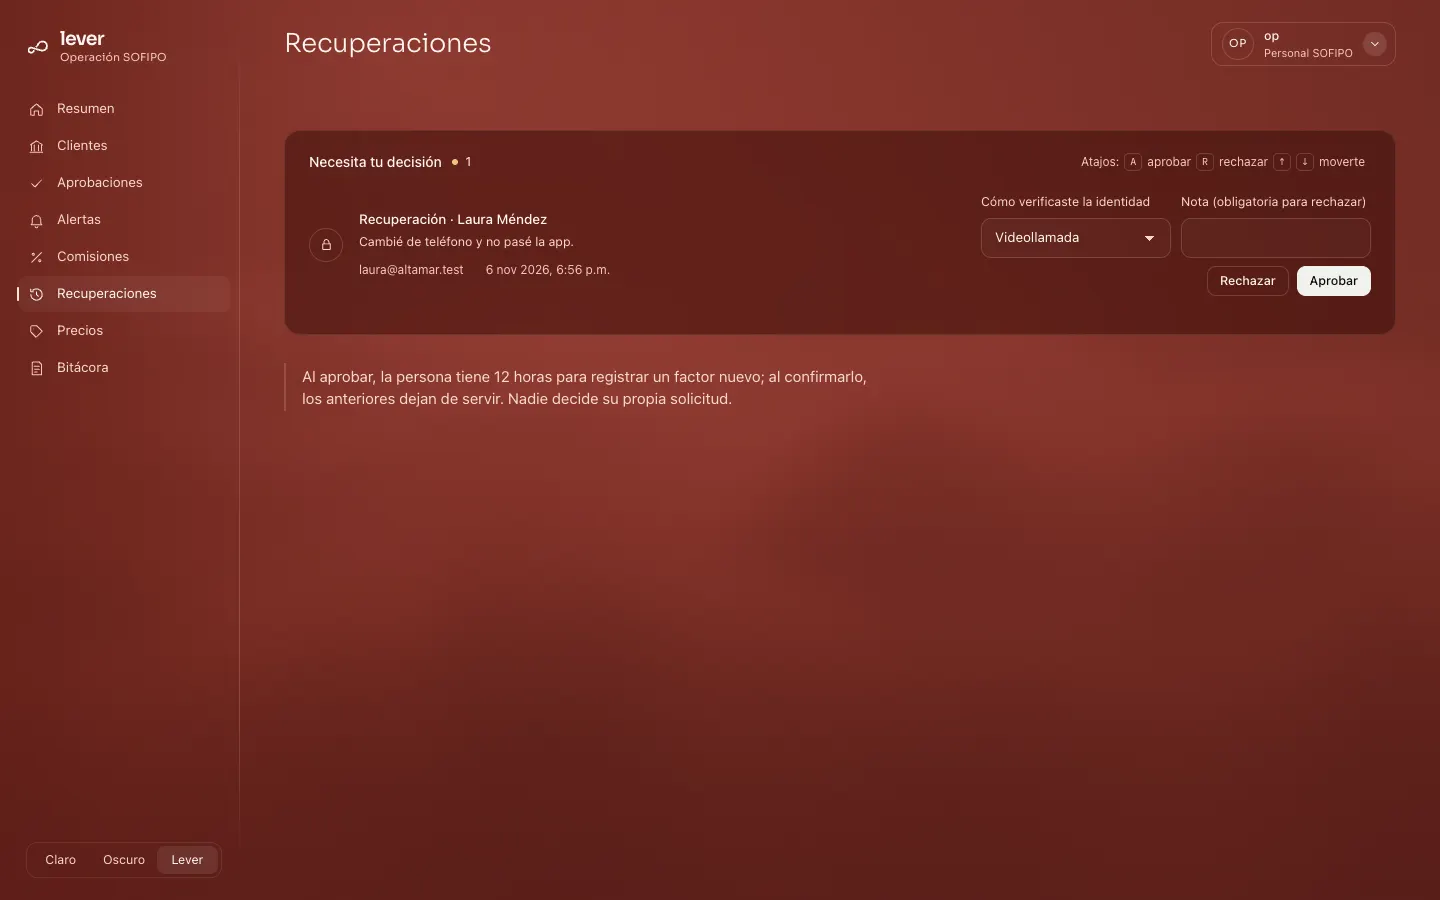 lever
Operación SOFIPO
Resumen
Clientes
Aprobaciones
Alertas
Comisiones
Recuperaciones
Precios
Bitácora
Claro Oscuro Lever
Recuperaciones
OP
op
Personal SOFIPO
Necesita tu decisión 1
Atajos: A aprobar R rechazar ↑ ↓ moverte
Recuperación · Laura Méndez
Cambié de teléfono y no pasé la app.
laura@altamar.test 6 nov 2026, 6:56 p.m.
Cómo verificaste la identidad
Videollamada
Nota (obligatoria para rechazar)
Rechazar Aprobar
Al aprobar, la persona tiene 12 horas para registrar un factor nuevo; al confirmarlo,
los anteriores dejan de servir. Nadie decide su propia solicitud.